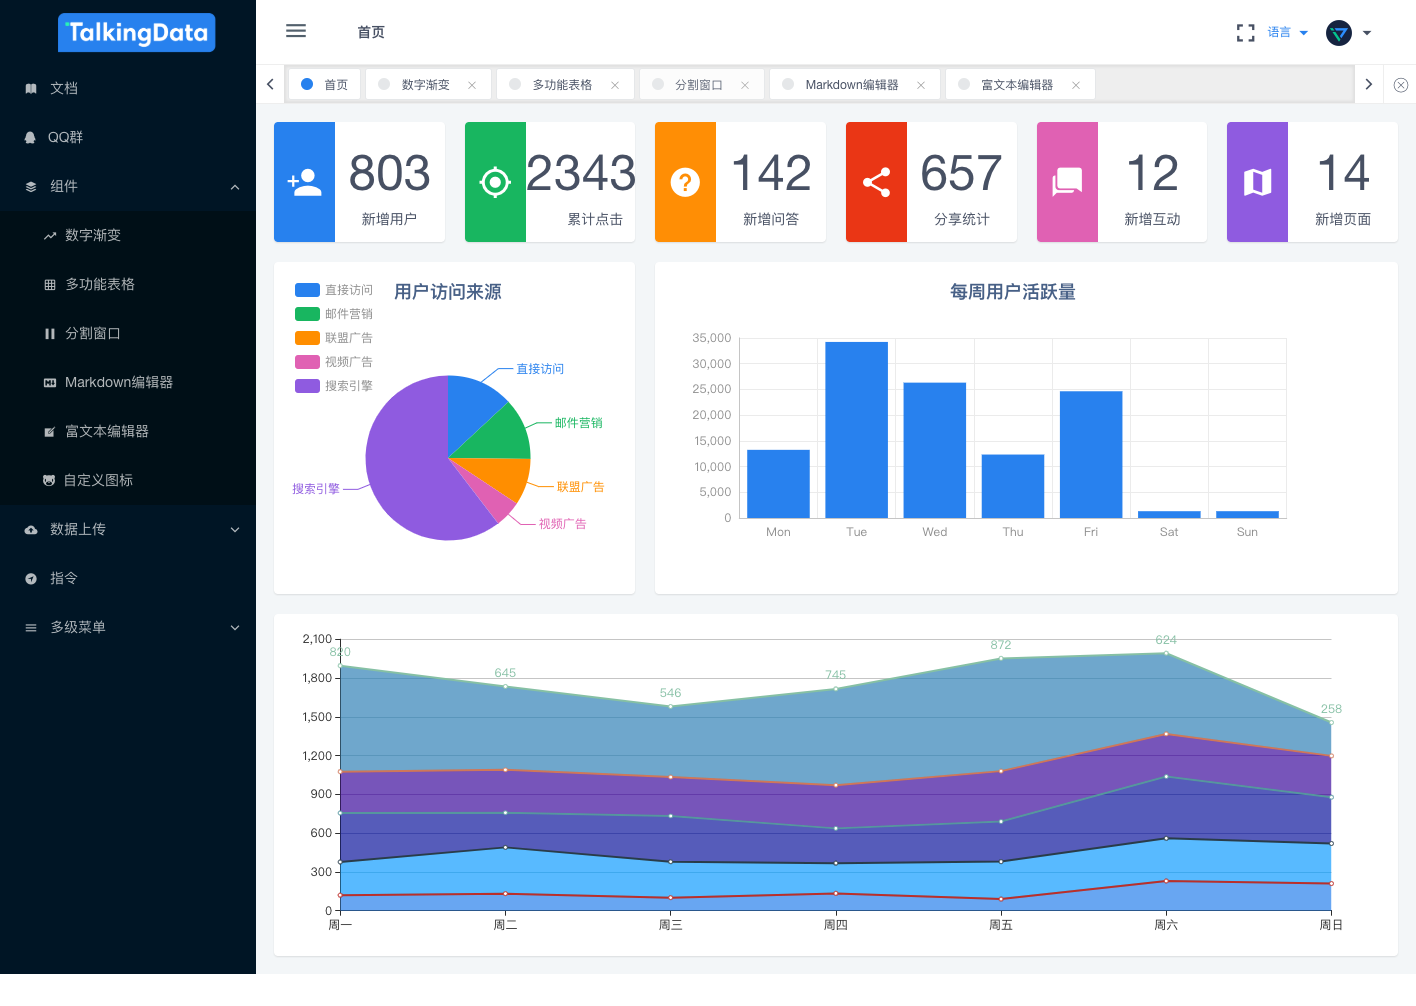 TalkingData
文档
QQ群
组件
数字渐变
多功能表格
分割窗口
Markdown编辑器
富文本编辑器
自定义图标
数据上传
指令
多级菜单
首页
语言
首页
数字渐变
多功能表格
分割窗口
Markdown编辑器
富文本编辑器
803
新增用户
2343
累计点击
142
新增问答
657
分享统计
12
新增互动
14
新增页面
用户访问来源
直接访问
邮件营销
联盟广告
视频广告
搜索引擎
直接访问
邮件营销
联盟广告
视频广告
搜索引擎
每周用户活跃量
35,000
30,000
25,000
20,000
15,000
10,000
5,000
0
Mon Tue Wed Thu Fri Sat Sun
2,100
1,800
1,500
1,200
900
600
300
0
820 645 546 745 872 624 258
周一 周二 周三 周四 周五 周六 周日